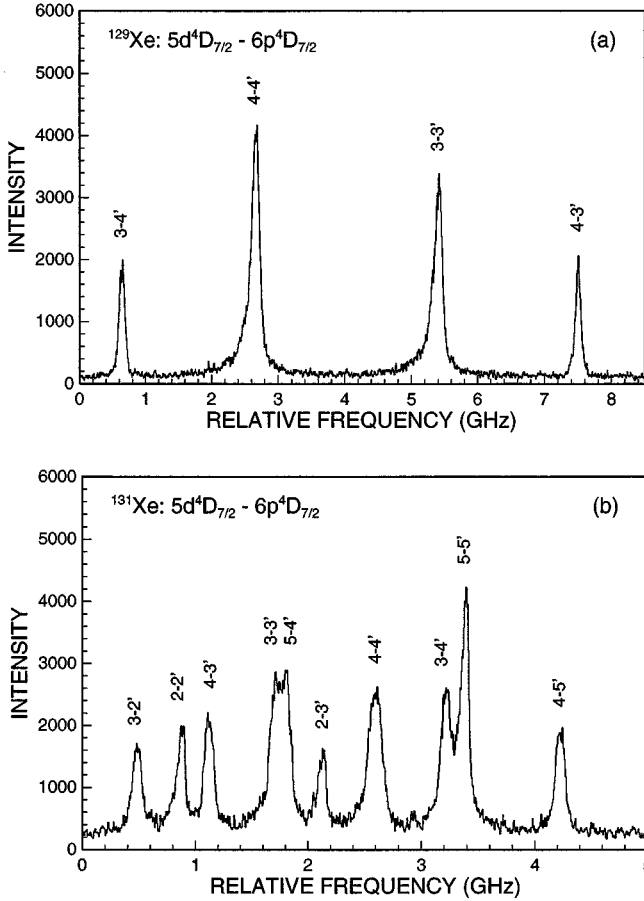 ¹²⁹Xe: 5d⁴D₇/₂ - 6p⁴D₇/₂
(a)
6000
5000
4000
3000
2000
1000
0
INTENSITY
3-4'
4-4'
3-3'
4-3'
0 1 2 3 4 5 6 7 8
RELATIVE FREQUENCY (GHz)
¹³¹Xe: 5d⁴D₇/₂ - 6p⁴D₇/₂
(b)
6000
5000
4000
3000
2000
1000
0
INTENSITY
3-2'
2-2'
4-3'
3-3'
5-4'
2-3'
4-4'
3-4'
5-5'
4-5'
0 1 2 3 4 5
RELATIVE FREQUENCY (GHz)